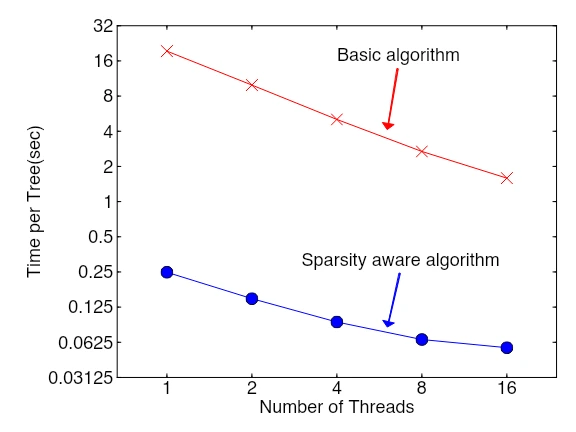 32
16
8
4
2
1
0.5
0.25
0.125
0.0625
0.03125
Time per Tree(sec)
Basic algorithm
Sparsity aware algorithm
1 2 4 8 16
Number of Threads